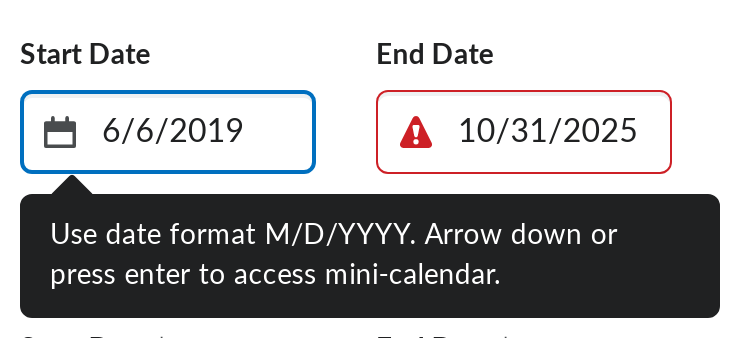 Start Date
End Date
6/6/2019
10/31/2025
Use date format M/D/YYYY. Arrow down or
press enter to access mini-calendar.